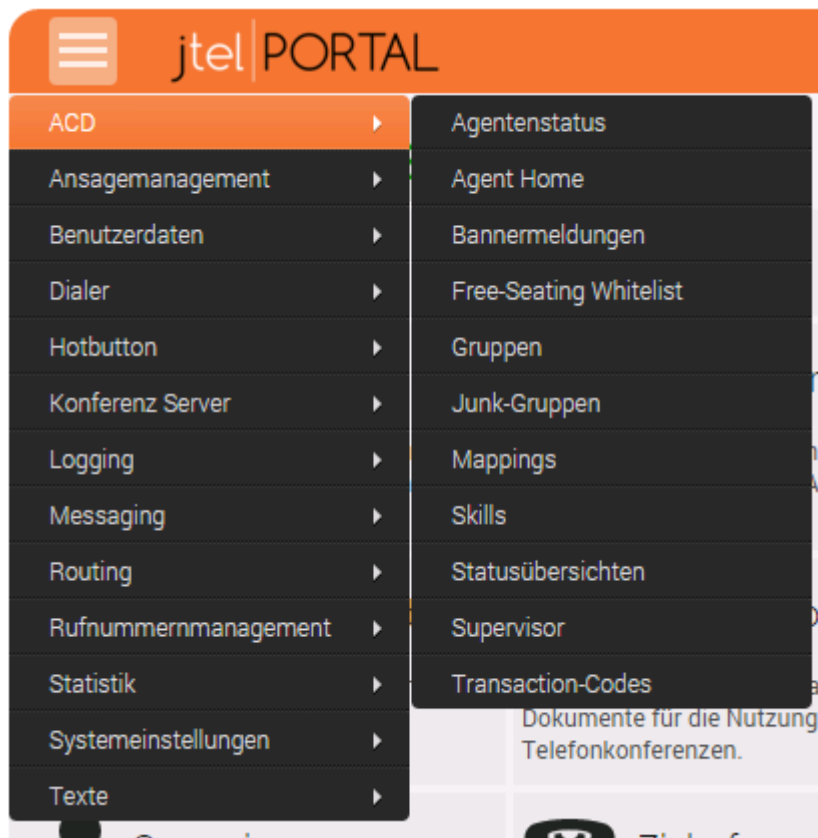 jtel PORTAL
ACD
Ansagemanagement
Benutzerdaten
Dialer
Hotbutton
Konferenz Server
Logging
Messaging
Routing
Rufnummernmanagement
Statistik
Systemeinstellungen
Texte
Agentenstatus
Agent Home
Bannermeldungen
Free-Seating Whitelist
Gruppen
Junk-Gruppen
Mappings
Skills
Statusübersichten
Supervisor
Transaction-Codes
Dokumente für die Nutzung
Telefonkonferenzen.